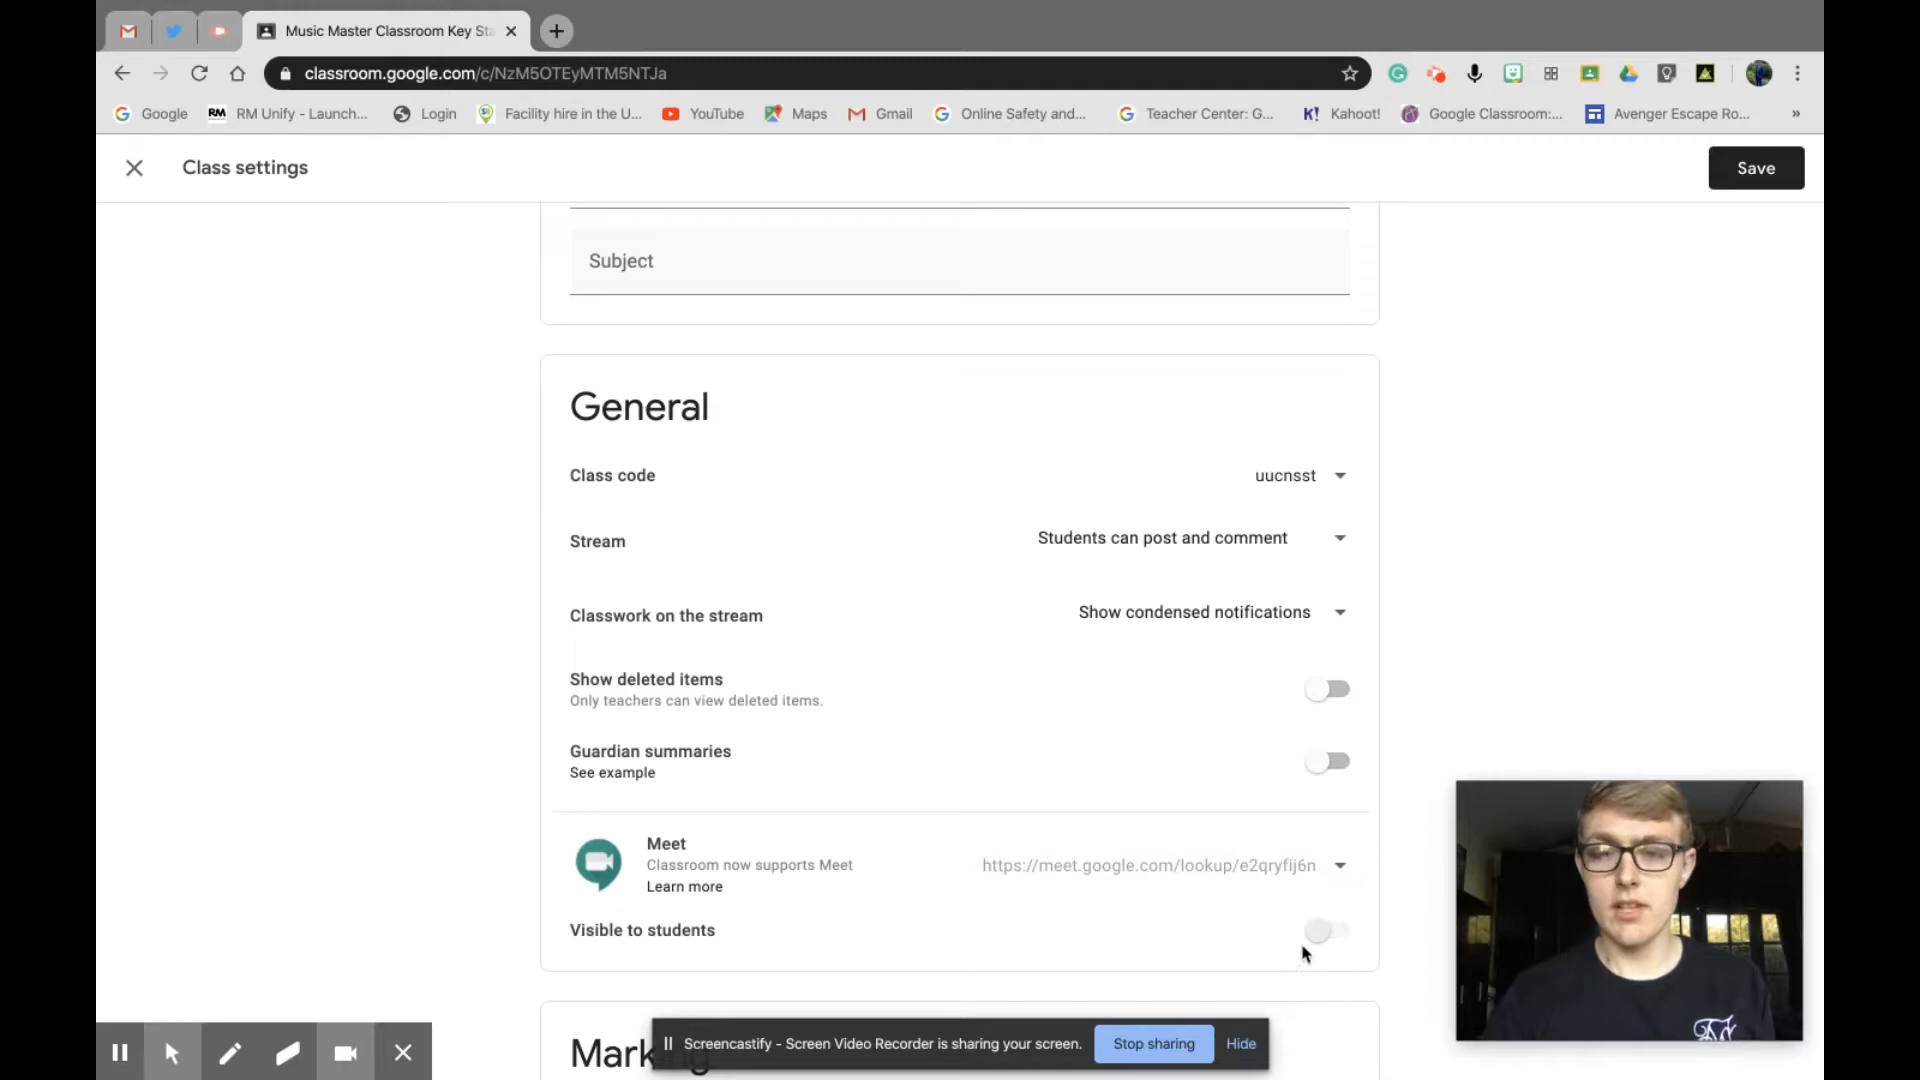 Music Master Classroom Key Sta
classroom.google.com/c/NzM5OTEyMTM5NTJa
Google
RM Unify - Launch...
Login
Facility hire in the U...
YouTube
Maps
Gmail
Online Safety and...
Teacher Center: G...
K! Kahoot!
Google Classroom:...
Avenger Escape Ro...
»
Class settings
Save
Subject
General
Class code
uucnsst
Stream
Students can post and comment
Classwork on the stream
Show condensed notifications
Show deleted items
Only teachers can view deleted items.
Guardian summaries
See example
Meet
Classroom now supports Meet
https://meet.google.com/lookup/e2qryfij6n
Learn more
Visible to students
Marking
Screencastify - Screen Video Recorder is sharing your screen.
Stop sharing
Hide